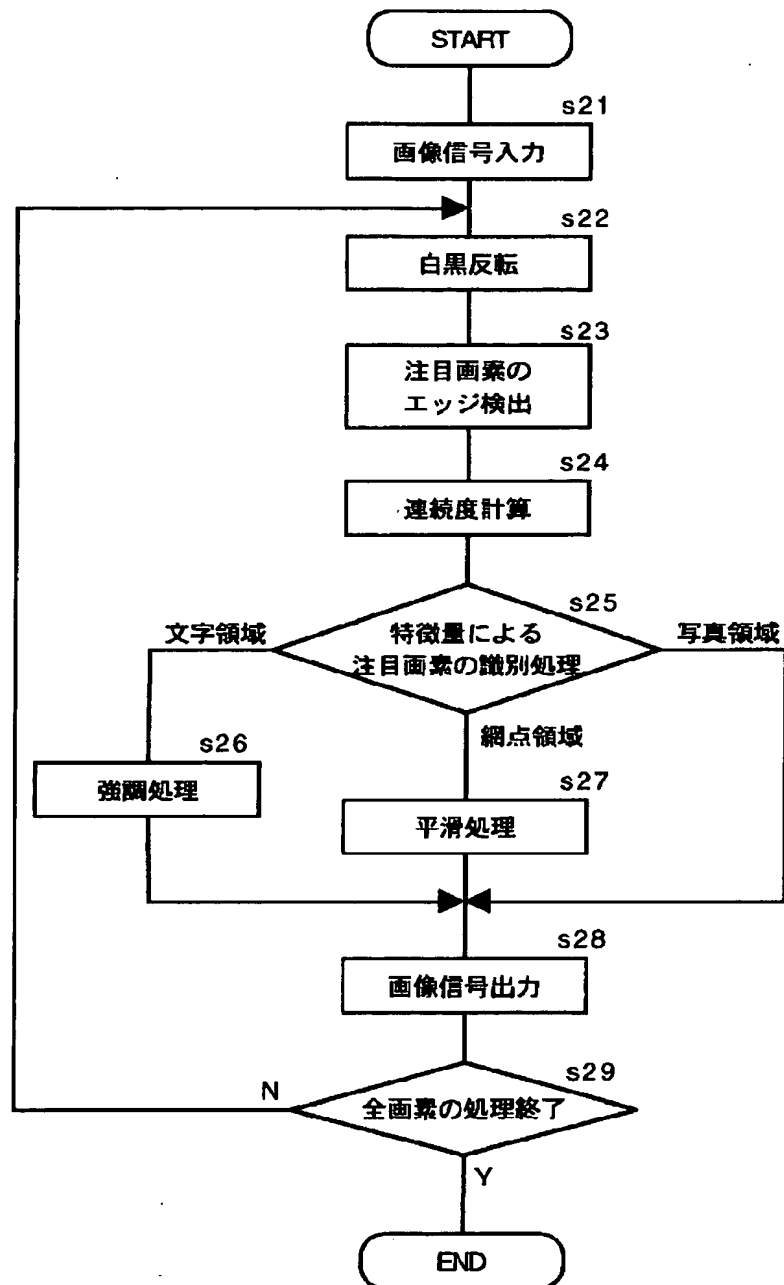 START
s21
画像信号入力
s22
白黒反転
s23
注目画素の
エッジ検出
s24
連続度計算
s25
文字領域
特徴量による
注目画素の識別処理
写真領域
網点領域
s26
強調処理
s27
平滑処理
s28
画像信号出力
s29
N
全画素の処理終了
Y
END